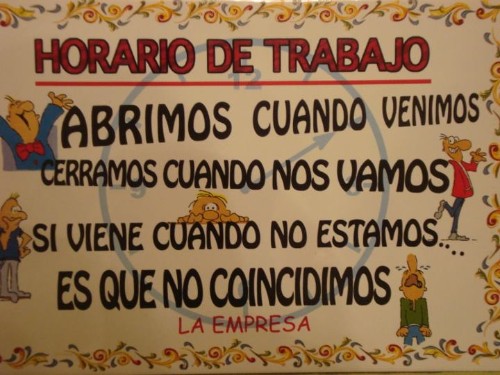 HORARIO DE TRABAJO
ABRIMOS CUANDO VENIMOS
CERRAMOS CUANDO NOS VAMOS
SI VIENE CUANDO NO ESTAMOS....
ES QUE NO COINCIDIMOS
LA EMPRESA